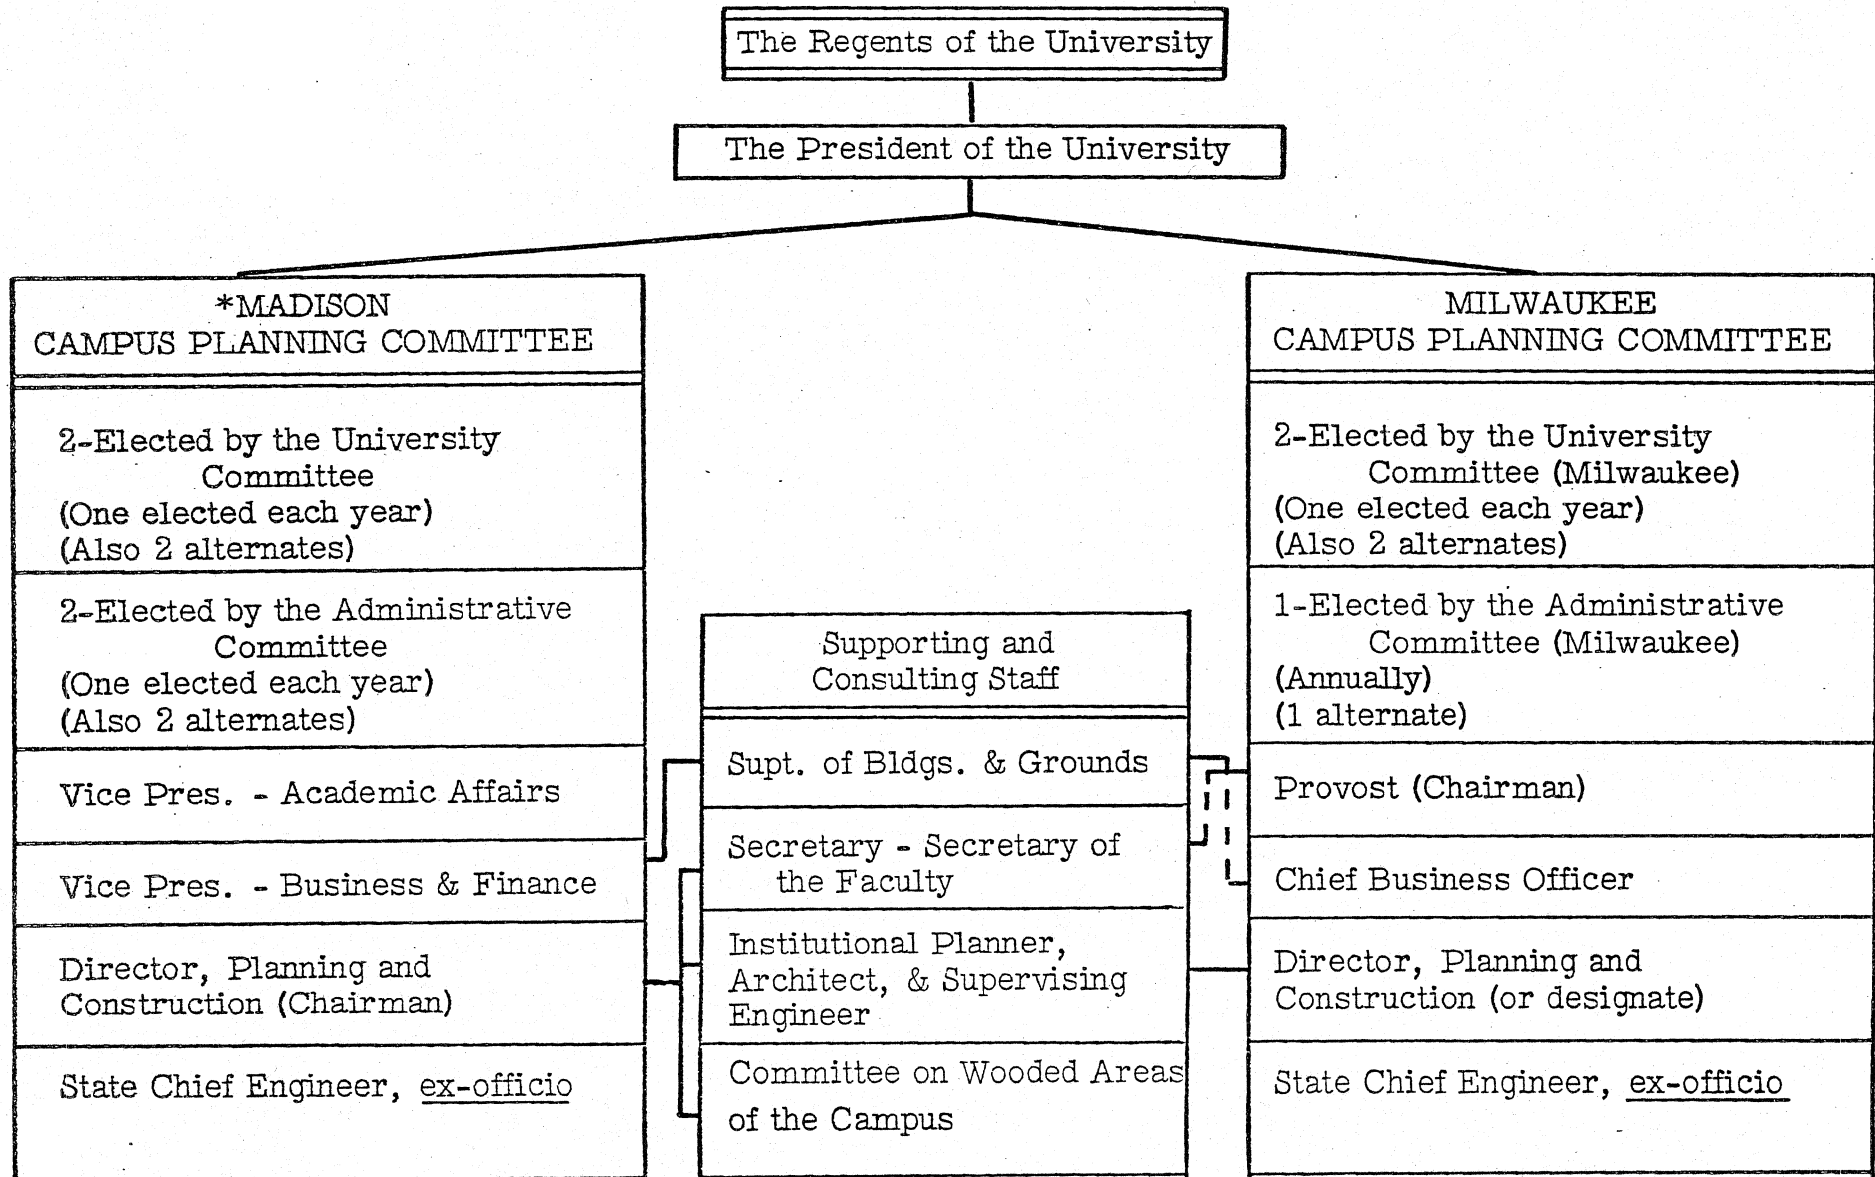 The Regents of the University
The President of the University
*MADISON
CAMPUS PLANNING COMMITTEE
2-Elected by the University
Committee
(One elected each year)
(Also 2 alternates)
2-Elected by the Administrative
Committee
(One elected each year)
(Also 2 alternates)
Vice Pres. - Academic Affairs
Vice Pres. - Business & Finance
Director, Planning and
Construction (Chairman)
State Chief Engineer, ex-officio
Supporting and
Consulting Staff
Supt. of Bldgs. & Grounds
Secretary - Secretary of
the Faculty
Institutional Planner,
Architect, & Supervising
Engineer
Committee on Wooded Areas
of the Campus
MILWAUKEE
CAMPUS PLANNING COMMITTEE
2-Elected by the University
Committee (Milwaukee)
(One elected each year)
(Also 2 alternates)
1-Elected by the Administrative
Committee (Milwaukee)
(Annually)
(1 alternate)
Provost (Chairman)
Chief Business Officer
Director, Planning and
Construction (or designate)
State Chief Engineer, ex-officio